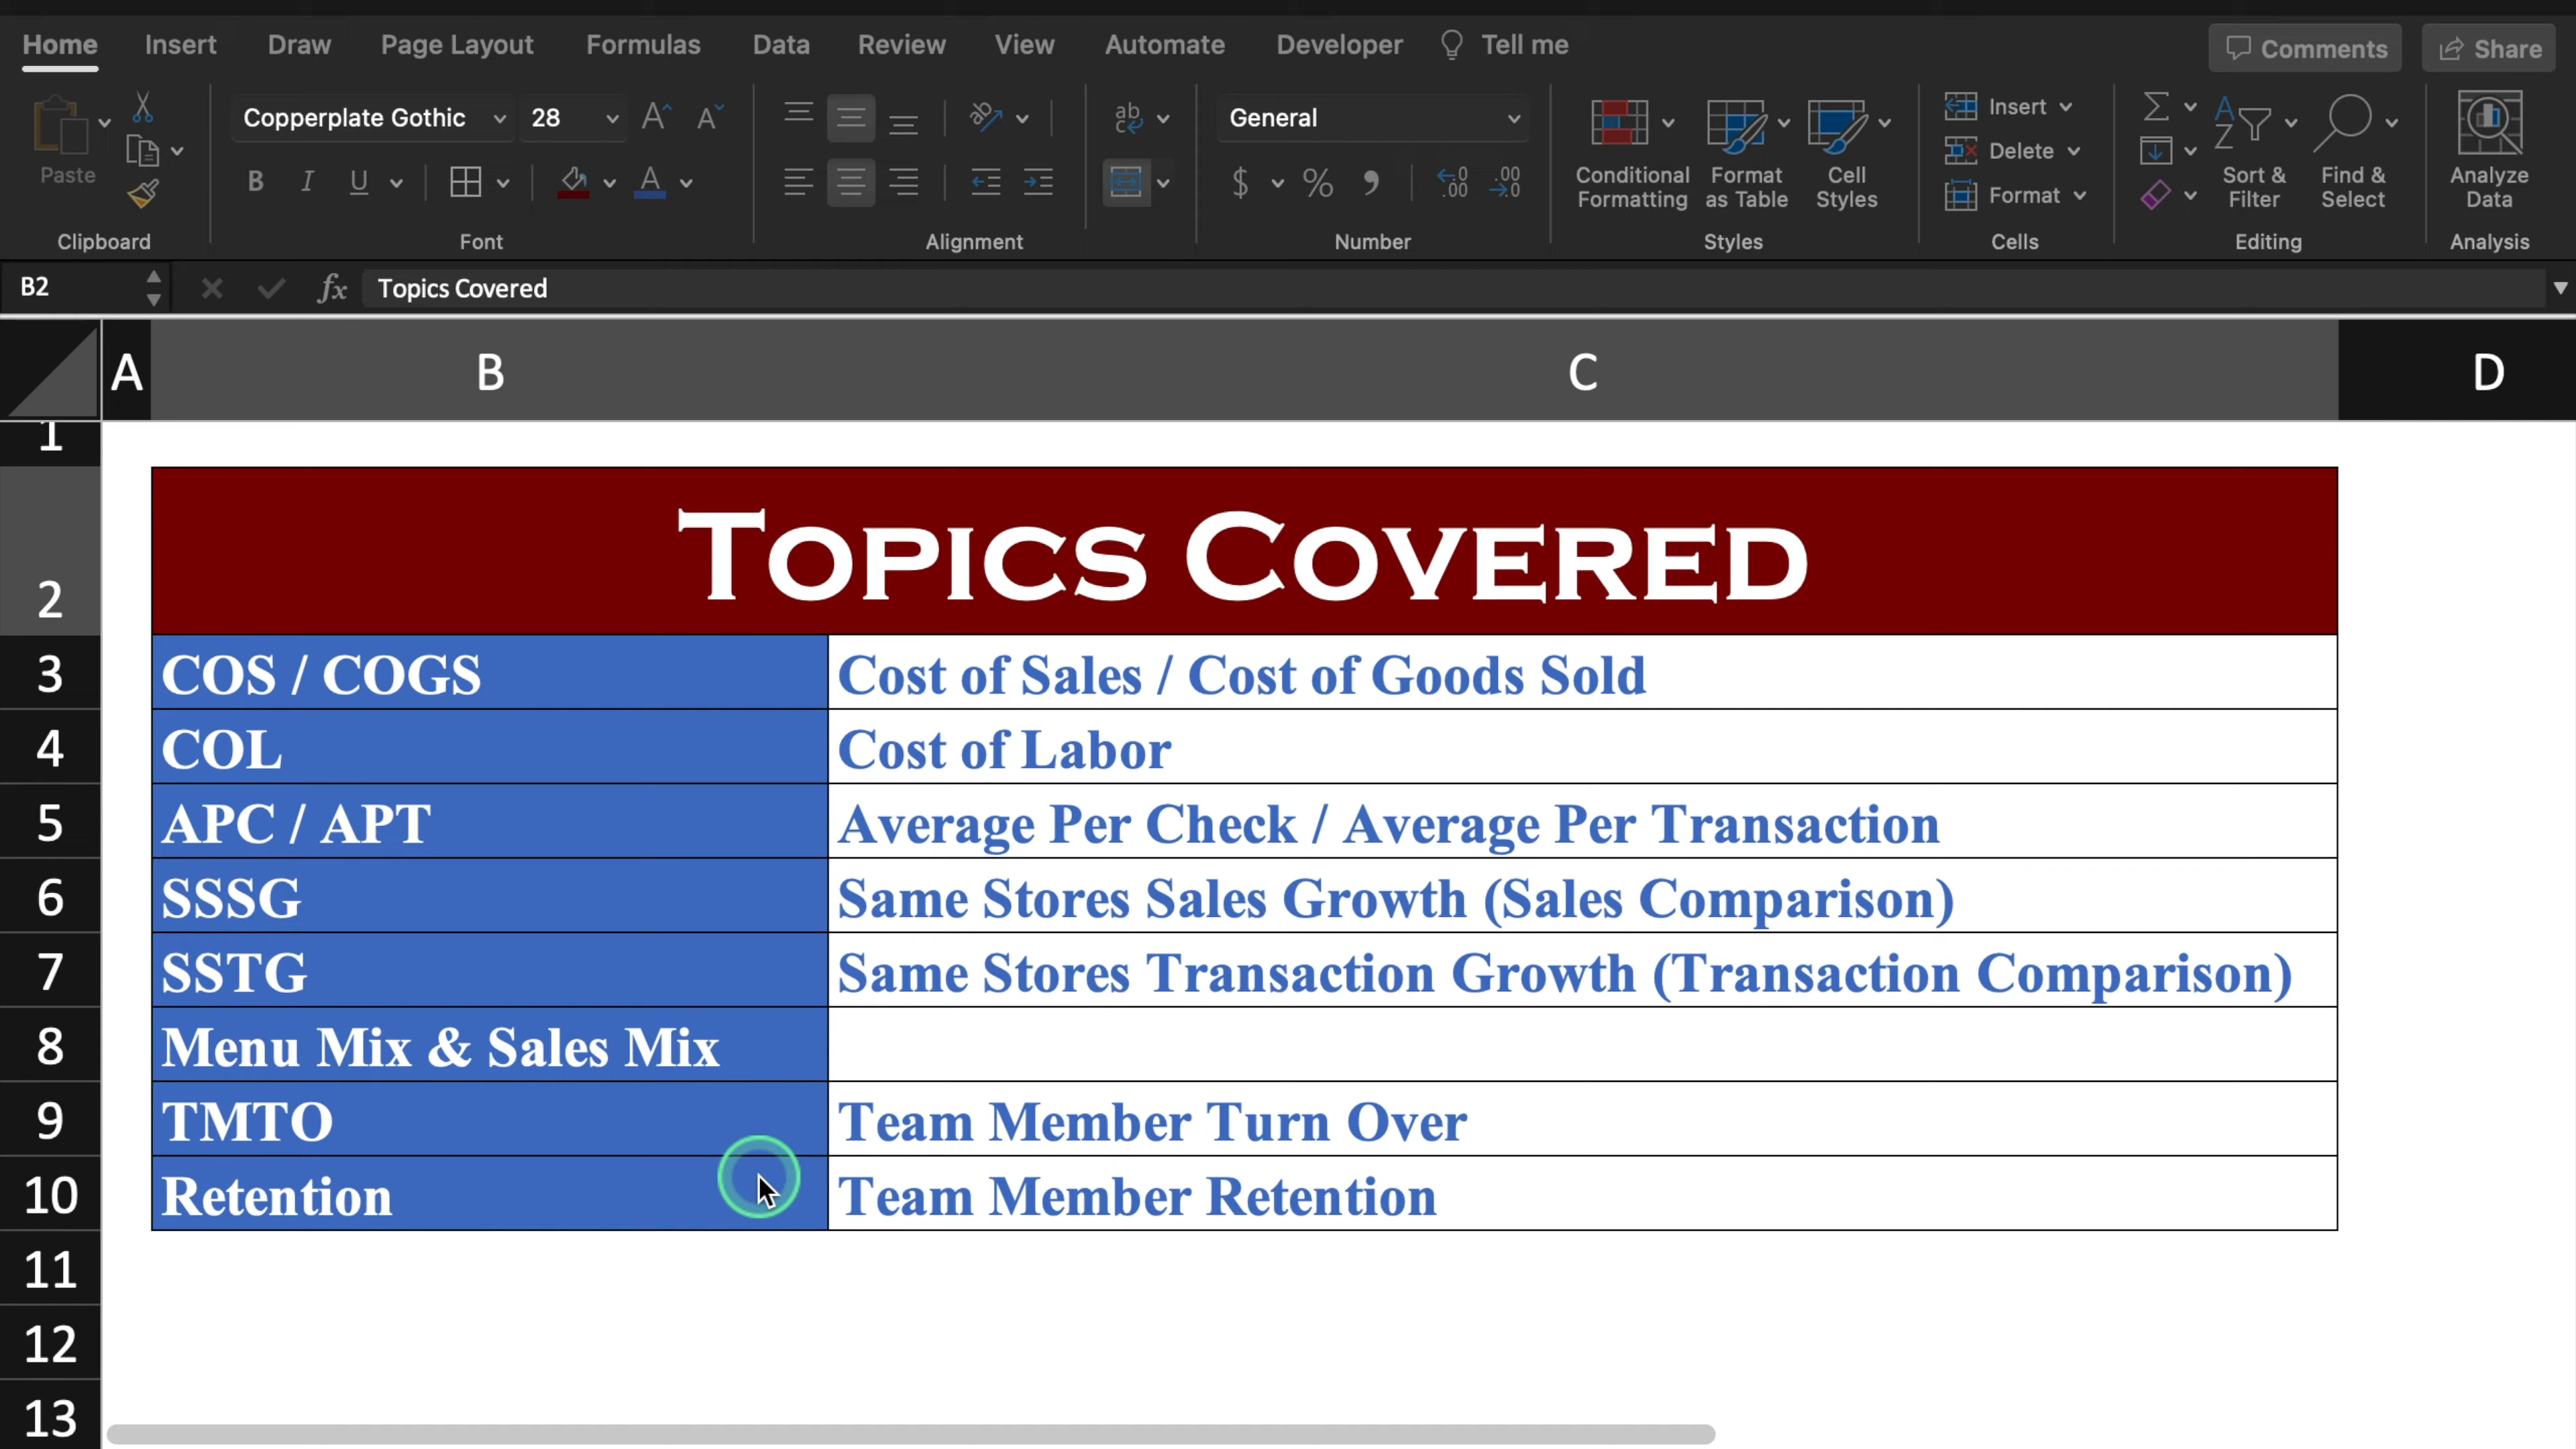 Home Insert Draw Page Layout Formulas Data Review View Automate Developer Tell me Comments Share
Paste
Clipboard
Copperplate Gothic 28
B I U
Font
Alignment
General
$ %
Number
Conditional Formatting
Format as Table
Cell Styles
Styles
Insert
Delete
Format
Cells
Sort & Filter
Find & Select
Editing
Analyze Data
Analysis
B2 fx Topics Covered
A B C D
1
2 Topics Covered
3 COS / COGS Cost of Sales / Cost of Goods Sold
4 COL Cost of Labor
5 APC / APT Average Per Check / Average Per Transaction
6 SSSG Same Stores Sales Growth (Sales Comparison)
7 SSTG Same Stores Transaction Growth (Transaction Comparison)
8 Menu Mix & Sales Mix
9 TMTO Team Member Turn Over
10 Retention Team Member Retention
11
12
13